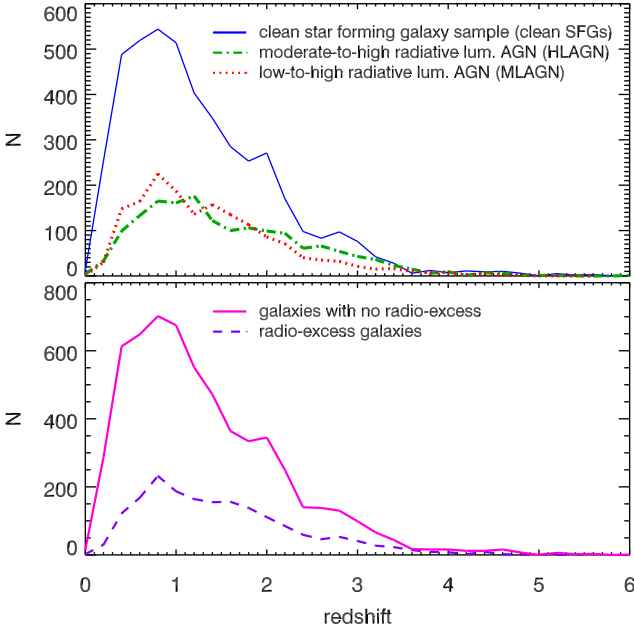 600
500
400
300
200
100
0
N
clean star forming galaxy sample (clean SFGs)
moderate-to-high radiative lum. AGN (HLAGN)
low-to-high radiative lum. AGN (MLAGN)
800
600
400
200
0
N
galaxies with no radio-excess
radio-excess galaxies
0 1 2 3 4 5 6
redshift